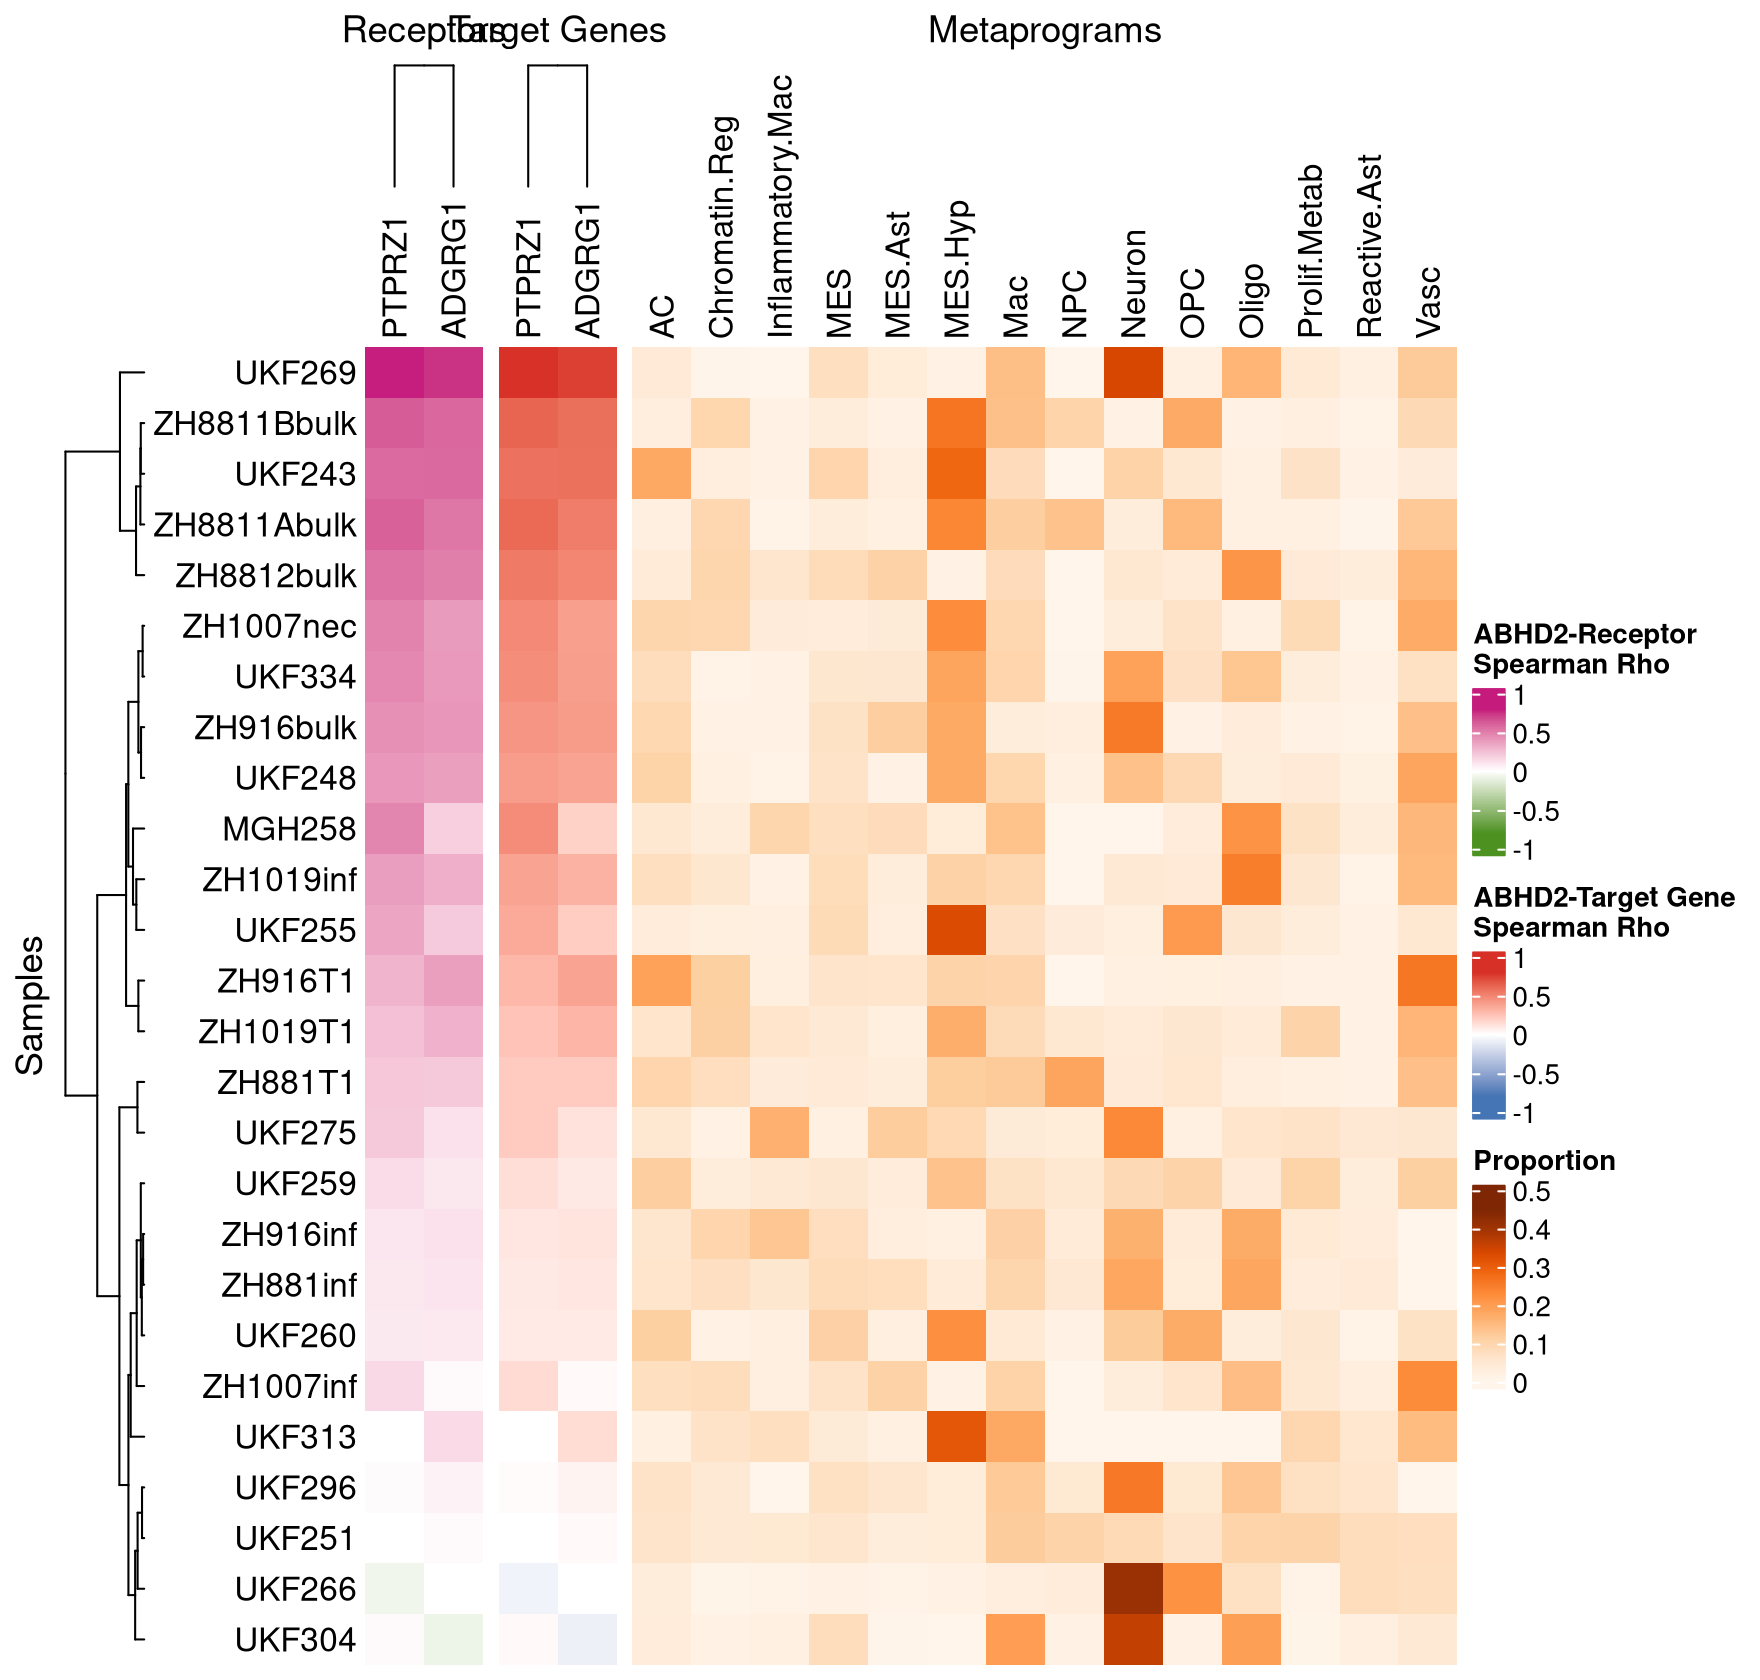 Receptors Target Genes Metaprograms
PTPRZ1 ADGRG1 PTPRZ1 ADGRG1 AC Chromatin.Reg Inflammatory.Mac MES MES.Ast MES.Hyp Mac NPC Neuron OPC Oligo Prolif.Metab Reactive.Ast Vasc
Samples
UKF269
ZH8811Bbulk
UKF243
ZH8811Abulk
ZH8812bulk
ZH1007nec
UKF334
ZH916bulk
UKF248
MGH258
ZH1019inf
UKF255
ZH916T1
ZH1019T1
ZH881T1
UKF275
UKF259
ZH916inf
ZH881inf
UKF260
ZH1007inf
UKF313
UKF296
UKF251
UKF266
UKF304
ABHD2-Receptor
Spearman Rho
1
0.5
0
-0.5
-1
ABHD2-Target Gene
Spearman Rho
1
0.5
0
-0.5
-1
Proportion
0.5
0.4
0.3
0.2
0.1
0